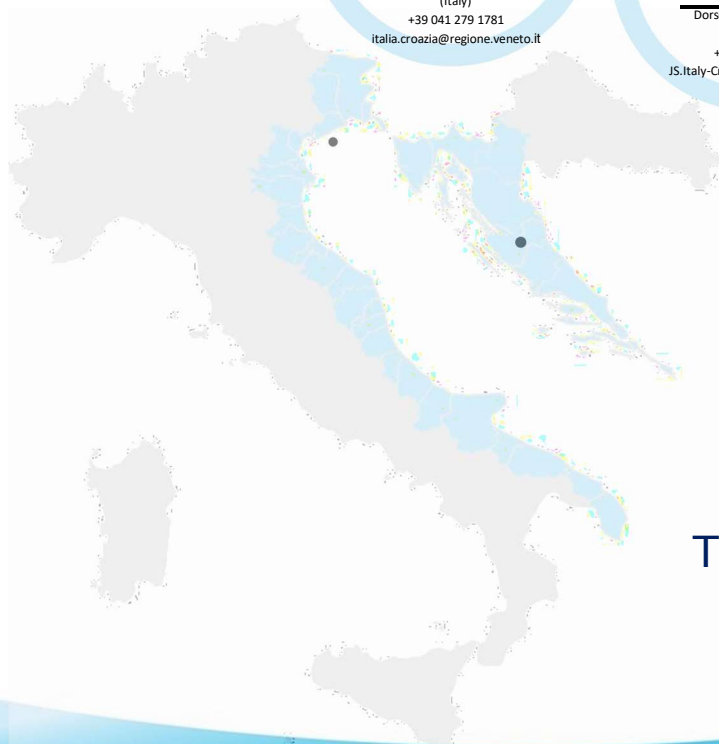 (Italy)
+39 041 279 1781
italia.croazia@regione.veneto.it
Dors
+
JS.Italy-Cr
T